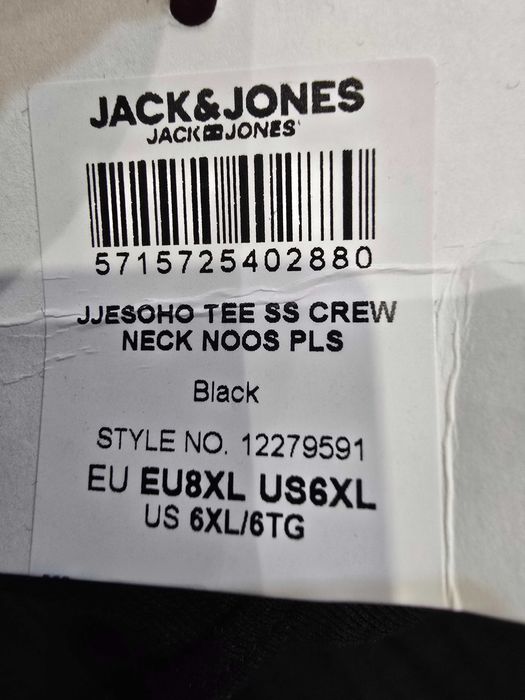 JACK&JONES
JACK JONES
5715725402880
JJESOHO TEE SS CREW
NECK NOOS PLS
Black
STYLE NO. 12279591
EU EU8XL US6XL
US 6XL/6TG